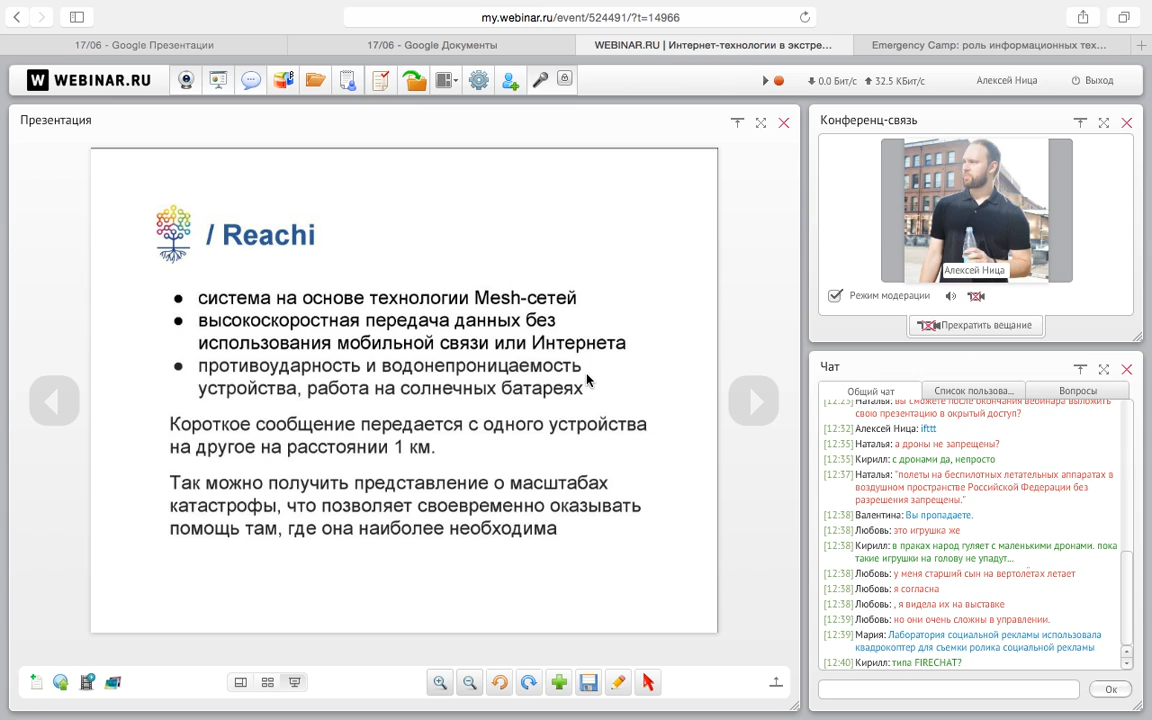 my.webinar.ru/event/524491/?t=14966
17/06 - Google Презентации
17/06 - Google Документы
WEBINAR.RU | Интернет-технологии в экстре...
Emergency Camp: роль информационных тех...
W WEBINAR.RU
0.0 Бит/с 32.5 КБит/с
Алексей Ница
Выход
Презентация
/ Reachi
● система на основе технологии Mesh-сетей
● высокоскоростная передача данных без
использования мобильной связи или Интернета
● противоударность и водонепроницаемость
устройства, работа на солнечных батареях
Короткое сообщение передается с одного устройства
на другое на расстоянии 1 км.
Так можно получить представление о масштабах
катастрофы, что позволяет своевременно оказывать
помощь там, где она наиболее необходима
Конференц-связь
Алексей Ница
Режим модерации
Прекратить вещание
Чат
Общий чат
Список пользова...
Вопросы
[12:23] Наталья: вы сможете после окончания вебинара выложить
свою презентацию в окрытый доступ?
[12:32] Алексей Ница: ifttt
[12:35] Наталья: а дроны не запрещены?
[12:35] Кирилл: с дронами да, непросто
[12:37] Наталья: "полеты на беспилотных летательных аппаратах в
воздушном пространстве Российской Федерации без
разрешения запрещены."
[12:38] Валентина: Вы пропадаете.
[12:38] Любовь: это игрушка же
[12:38] Кирилл: в праках народ гуляет с маленькими дронами. пока
такие игрушки на голову не упадут...
[12:38] Любовь: у меня старший сын на вертолётах летает
[12:38] Любовь: я согласна
[12:38] Любовь: , я видела их на выставке
[12:39] Любовь: но они очень сложны в управлении.
[12:39] Мария: Лаборатория социальной рекламы использовала
квадрокоптер для съемки ролика социальной рекламы
[12:40] Кирилл: типа FIRECHAT?
Ок